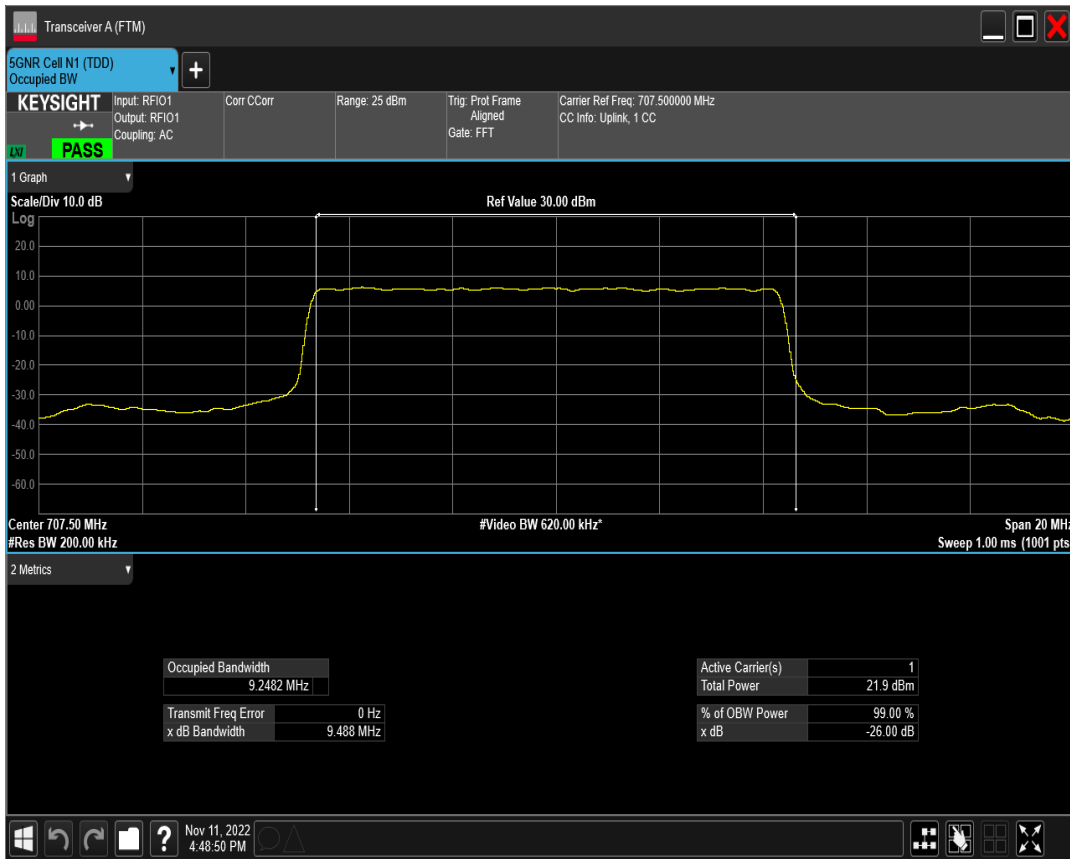 Transceiver A (FTM)
5GNR Cell N1 (TDD)
Occupied BW
+
KEYSIGHT
LXI
PASS
Input: RFIO1
Output: RFIO1
Coupling: AC
Corr CCorr
Range: 25 dBm
Trig: Prot Frame
Aligned
Gate: FFT
Carrier Ref Freq: 707.500000 MHz
CC Info: Uplink, 1 CC
1 Graph
Scale/Div 10.0 dB
Ref Value 30.00 dBm
Log
20.0
10.0
0.00
-10.0
-20.0
-30.0
-40.0
-50.0
-60.0
Center 707.50 MHz
#Video BW 620.00 kHz*
Span 20 MHz
#Res BW 200.00 kHz
Sweep 1.00 ms (1001 pts
2 Metrics
Occupied Bandwidth
9.2482 MHz
Transmit Freq Error 0 Hz
x dB Bandwidth 9.488 MHz
Active Carrier(s) 1
Total Power 21.9 dBm
% of OBW Power 99.00 %
x dB -26.00 dB
?
Nov 11, 2022
4:48:50 PM